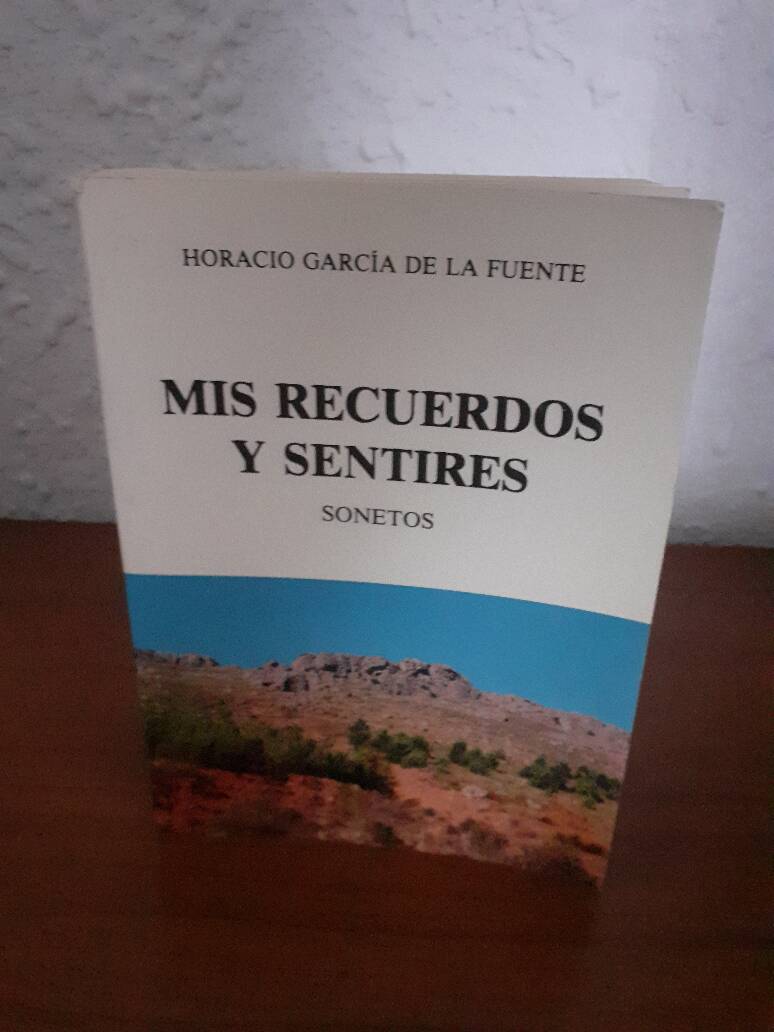 HORACIO GARCÍA DE LA FUENTE
MIS RECUERDOS
Y SENTIRES
SONETOS